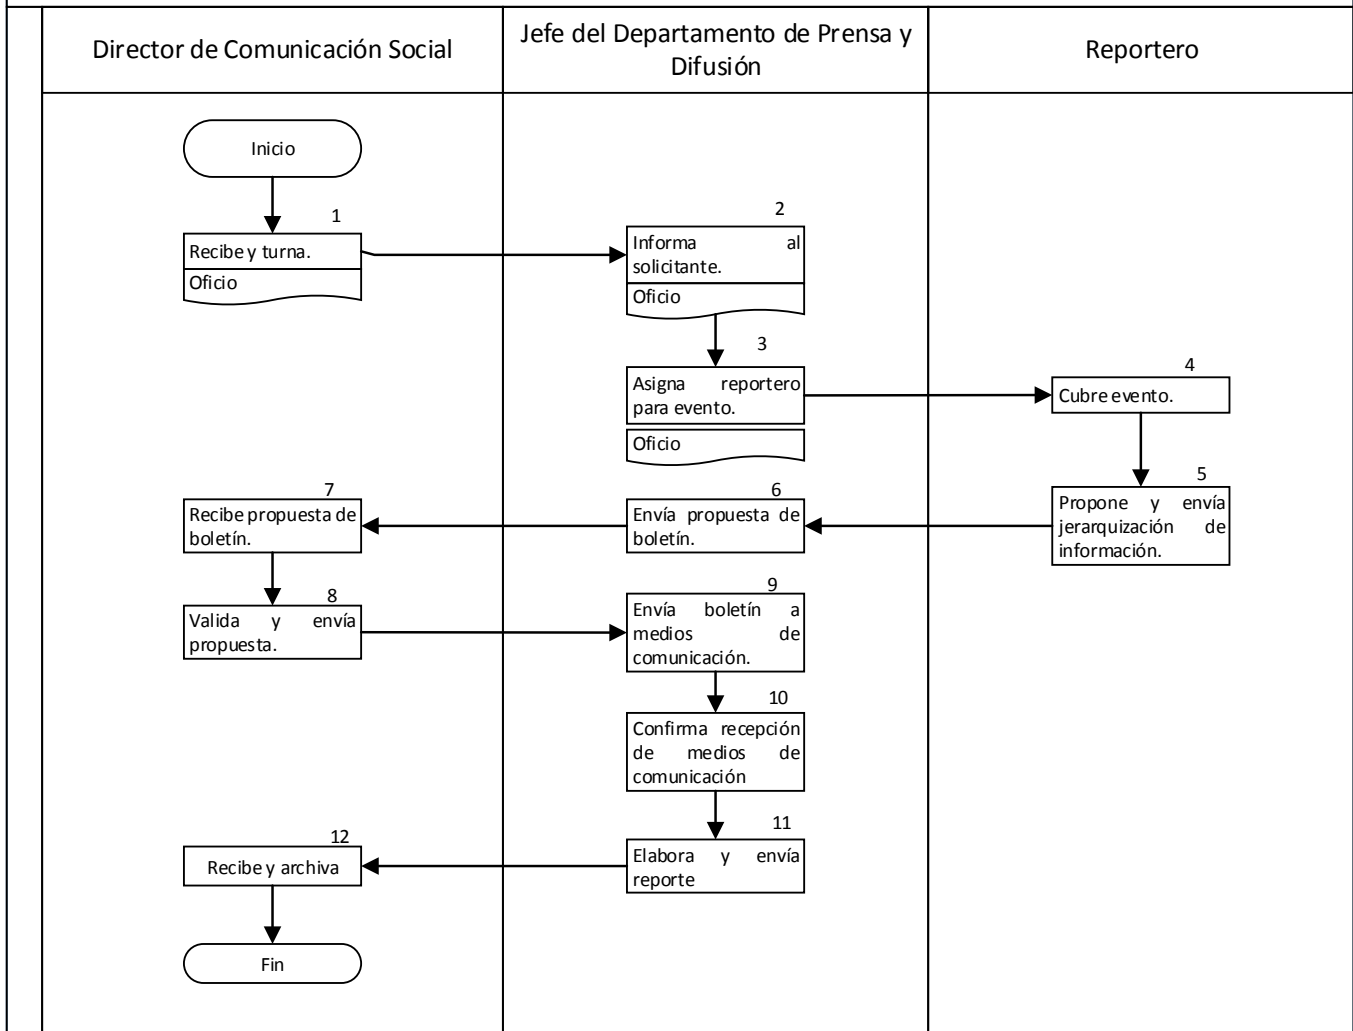 Director de Comunicación Social
Jefe del Departamento de Prensa y
Difusión
Reportero
Inicio
1
Recibe y turna.
Oficio
2
Informa al
solicitante.
Oficio
3
Asigna reportero
para evento.
Oficio
4
Cubre evento.
5
Propone y envía
jerarquización de
información.
6
Envía propuesta de
boletín.
7
Recibe propuesta de
boletín.
8
Valida y envía
propuesta.
9
Envía boletín a
medios de
comunicación.
10
Confirma recepción
de medios de
comunicación
11
Elabora y envía
reporte
12
Recibe y archiva
Fin